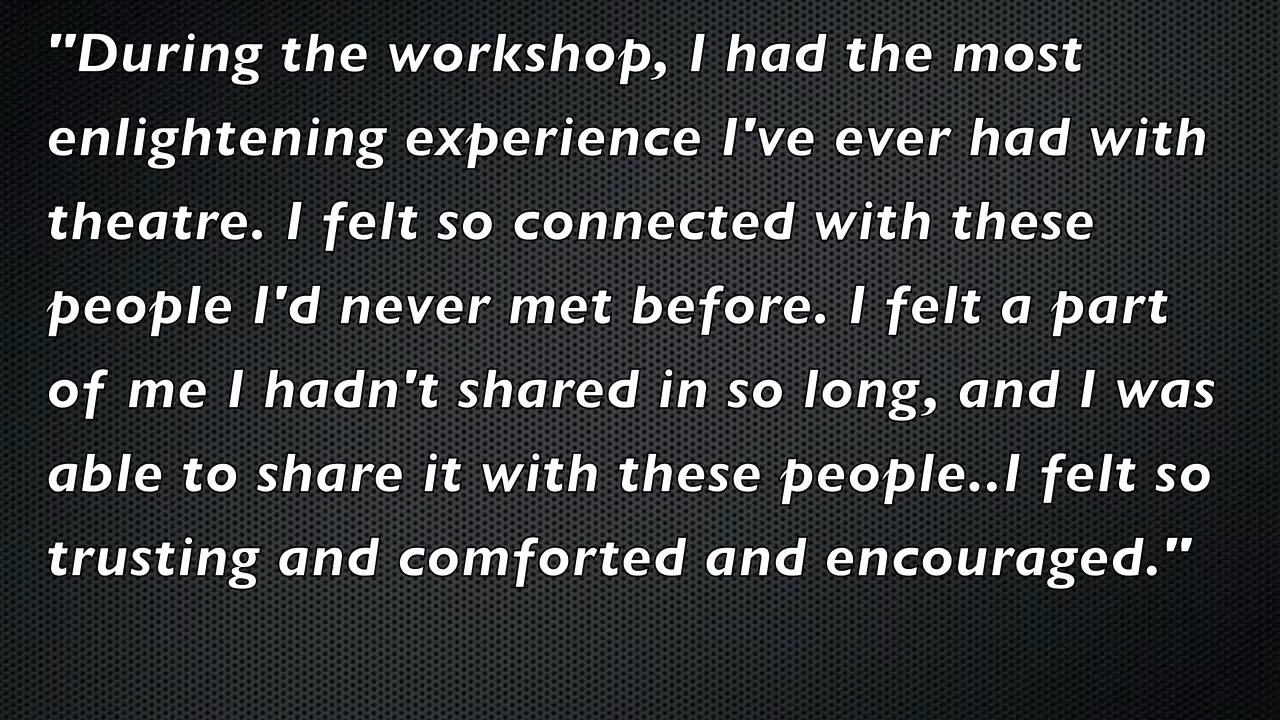 "During the workshop, I had the most
enlightening experience I've ever had with
theatre. I felt so connected with these
people I'd never met before. I felt a part
of me I hadn't shared in so long, and I was
able to share it with these people..I felt so
trusting and comforted and encouraged."